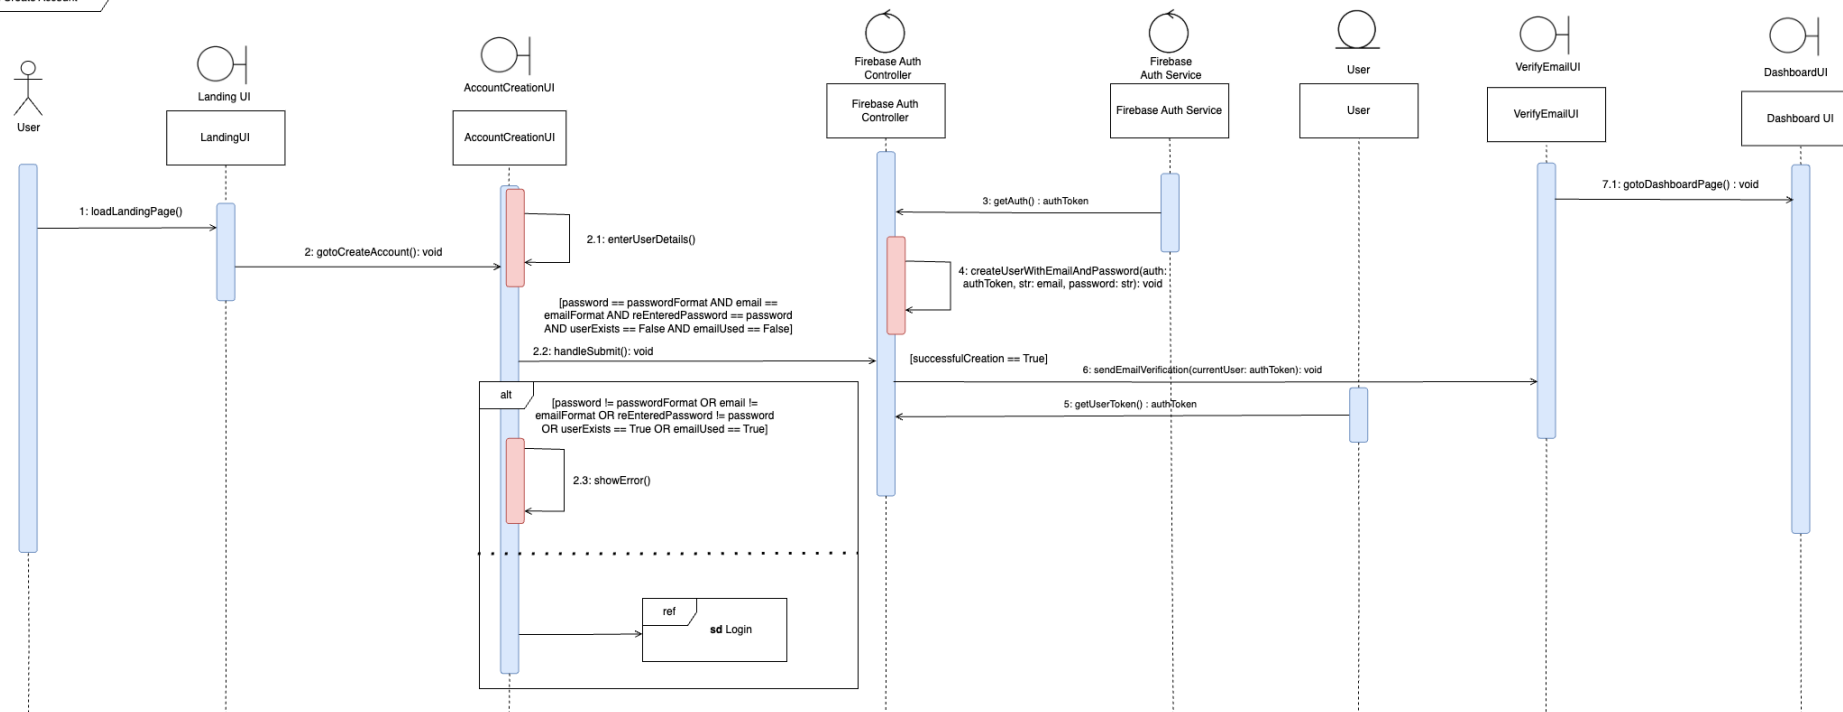 Create Account
User
Landing UI
LandingUI
AccountCreationUI
AccountCreationUI
Firebase Auth
Controller
Firebase Auth
Controller
Firebase
Auth Service
Firebase Auth Service
User
User
VerifyEmailUI
VerifyEmailUI
DashboardUI
Dashboard UI
1: loadLandingPage()
2: gotoCreateAccount(): void
2.1: enterUserDetails()
[password == passwordFormat AND email ==
emailFormat AND reEnteredPassword == password
AND userExists == False AND emailUsed == False]
2.2: handleSubmit(): void
3: getAuth() : authToken
4: createUserWithEmailAndPassword(auth:
authToken, str: email, password: str): void
[successfulCreation == True]
6: sendEmailVerification(currentUser: authToken): void
5: getUserToken() : authToken
7.1: gotoDashboardPage() : void
alt
[password != passwordFormat OR email !=
emailFormat OR reEnteredPassword != password
OR userExists == True OR emailUsed == True]
2.3: showError()
ref
sd Login